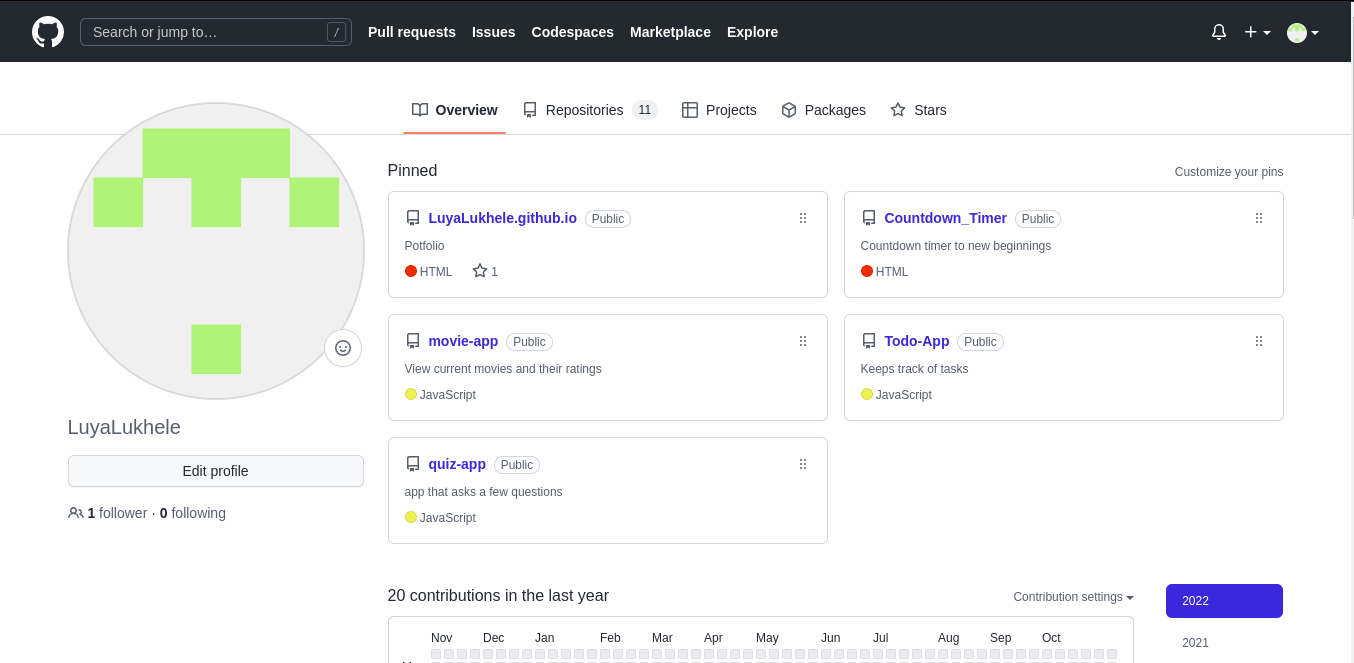 Search or jump to… /
Pull requests Issues Codespaces Marketplace Explore
Overview Repositories 11 Projects Packages Stars
Pinned
Customize your pins
LuyaLukhele.github.io Public
Potfolio
HTML 1
Countdown_Timer Public
Countdown timer to new beginnings
HTML
movie-app Public
View current movies and their ratings
JavaScript
Todo-App Public
Keeps track of tasks
JavaScript
quiz-app Public
app that asks a few questions
JavaScript
LuyaLukhele
Edit profile
1 follower · 0 following
20 contributions in the last year
Contribution settings
2022
2021
Nov Dec Jan Feb Mar Apr May Jun Jul Aug Sep Oct